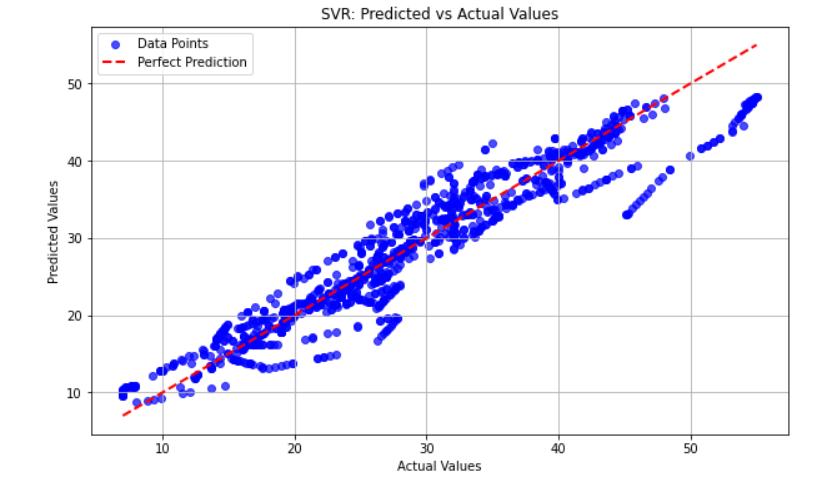 SVR: Predicted vs Actual Values
Data Points
Perfect Prediction
50
40
30
20
10
Predicted Values
10 20 30 40 50
Actual Values